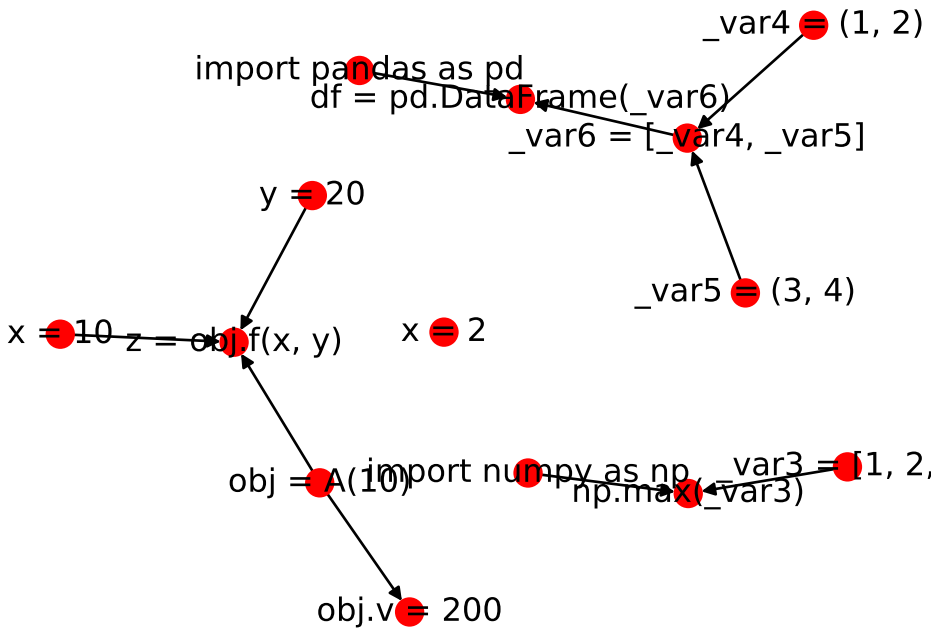 _var4 = (1, 2)
import pandas as pd
df = pd.DataFrame(_var6)
_var6 = [_var4, _var5]
y = 20
_var5 = (3, 4)
x = 10
z = obj.f(x, y)
x = 2
obj = A(10)
import numpy as np
_var3 = [1, 2,
np.max(_var3)
obj.v = 200